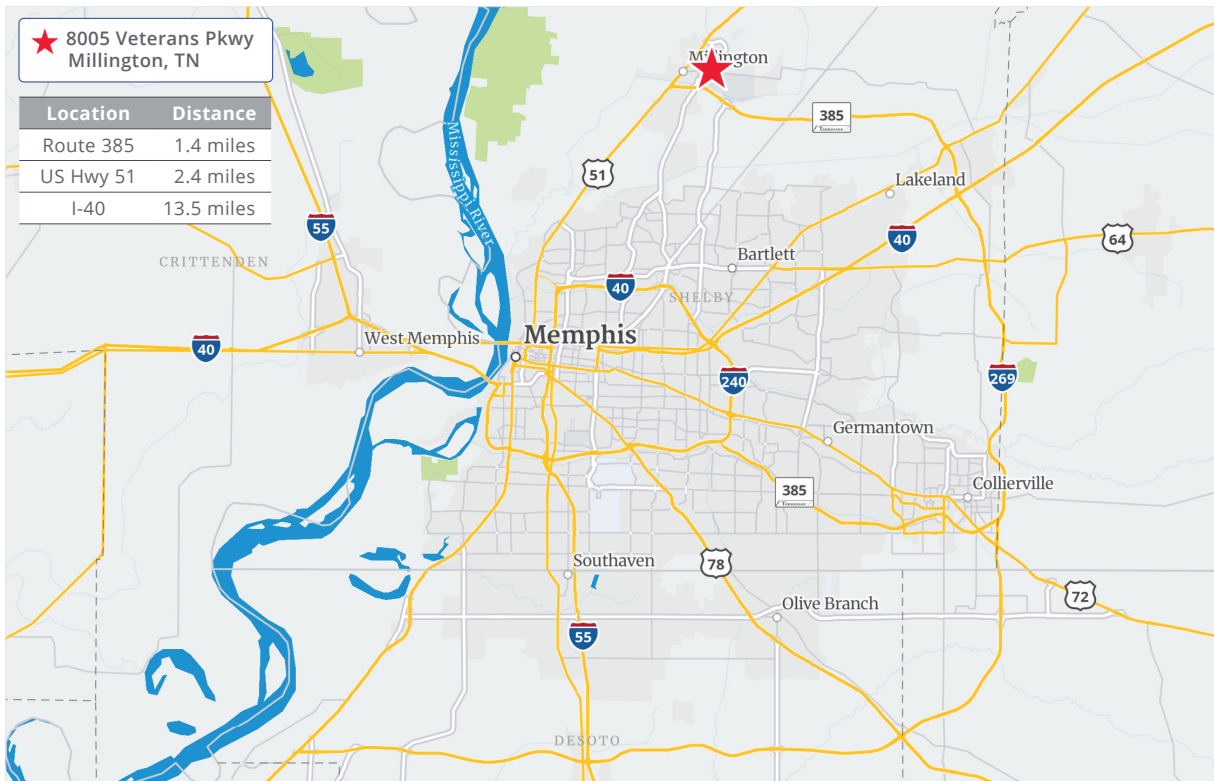 8005 Veterans Pkwy
Millington, TN
Location Distance
Route 385 1.4 miles
US Hwy 51 2.4 miles
I-40 13.5 miles
Millington
385
Tennessee
51
Mississippi River
Lakeland
55
40
64
CRITTENDEN
Bartlett
40
SHELBY
Memphis
West Memphis
40
240
269
Germantown
385
Tennessee
Collierville
Southaven
78
72
Olive Branch
55
DESOTO